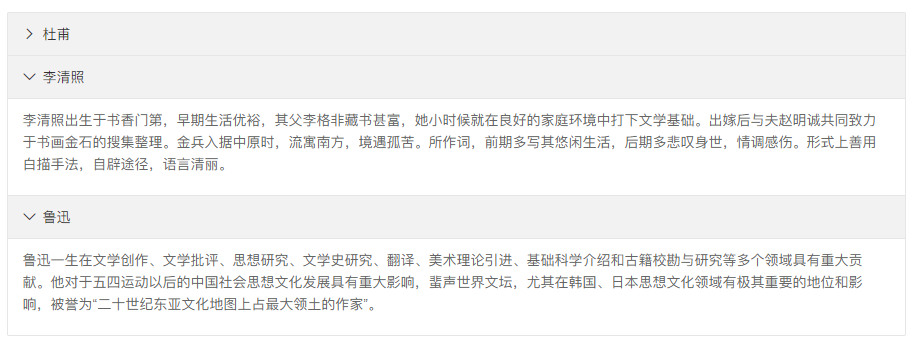 杜甫
李清照
李清照出生于书香门第，早期生活优裕，其父李格非藏书甚富，她小时候就在良好的家庭环境中打下文学基础。出嫁后与夫赵明诚共同致力
于书画金石的搜集整理。金兵入据中原时，流寓南方，境遇孤苦。所作词，前期多写其悠闲生活，后期多悲叹身世，情调感伤。形式上善用
白描手法，自辟途径，语言清丽。
鲁迅
鲁迅一生在文学创作、文学批评、思想研究、文学史研究、翻译、美术理论引进、基础科学介绍和古籍校勘与研究等多个领域具有重大贡
献。他对于五四运动以后的中国社会思想文化发展具有重大影响，蜚声世界文坛，尤其在韩国、日本思想文化领域有极其重要的地位和影
响，被誉为“二十世纪东亚文化地图上占最大领土的作家”。